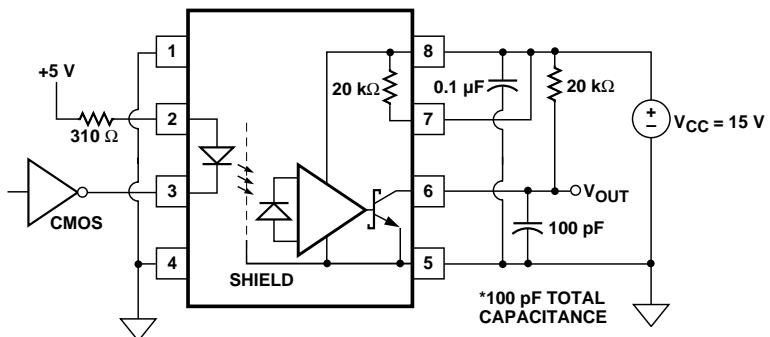 1
8
+5 V
20 kΩ
0.1 µF
20 kΩ
2
7
310 Ω
+
–
VCC = 15 V
3
6
VOUT
CMOS
100 pF
4
5
SHIELD
*100 pF TOTAL
CAPACITANCE